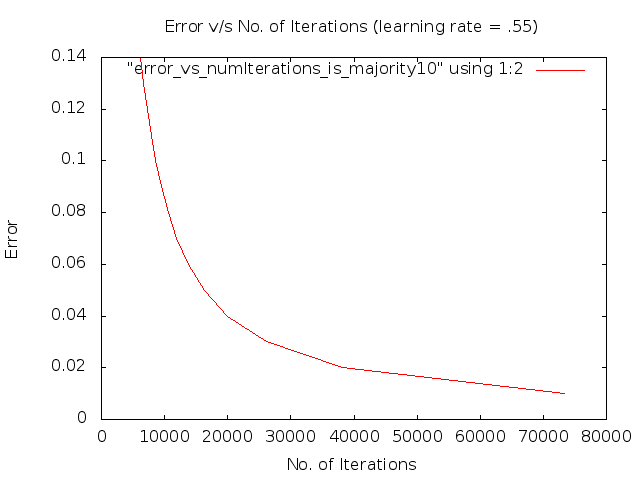 Error v/s No. of Iterations (learning rate = .55)
"error_vs_numIterations_is_majority10" using 1:2
0.14
0.12
0.1
0.08
0.06
0.04
0.02
0
Error
0 10000 20000 30000 40000 50000 60000 70000 80000
No. of Iterations